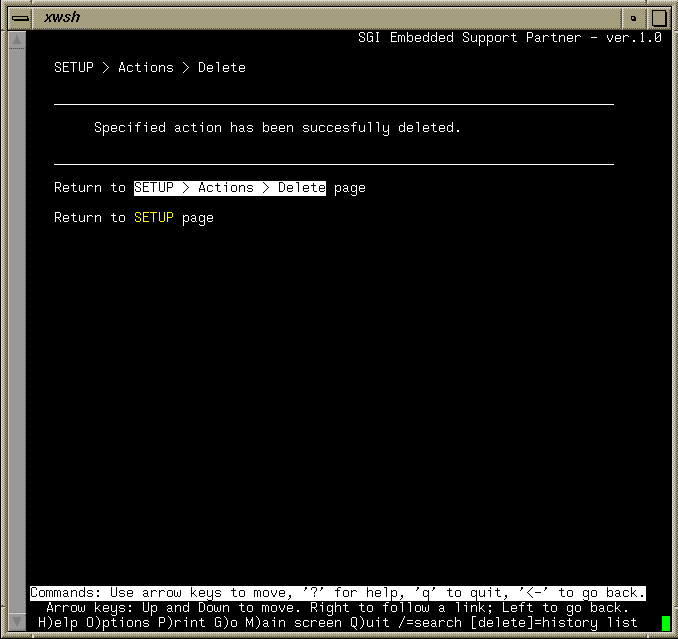 xwsh
SGI Embedded Support Partner - ver.1.0
SETUP > Actions > Delete
Specified action has been succesfully deleted.
Return to SETUP > Actions > Delete page
Return to SETUP page
Commands: Use arrow keys to move, '?' for help, 'q' to quit, '<-' to go back.
Arrow keys: Up and Down to move. Right to follow a link; Left to go back.
H)elp O)ptions P)rint G)o M)ain screen Q)uit /=search [delete]=history list